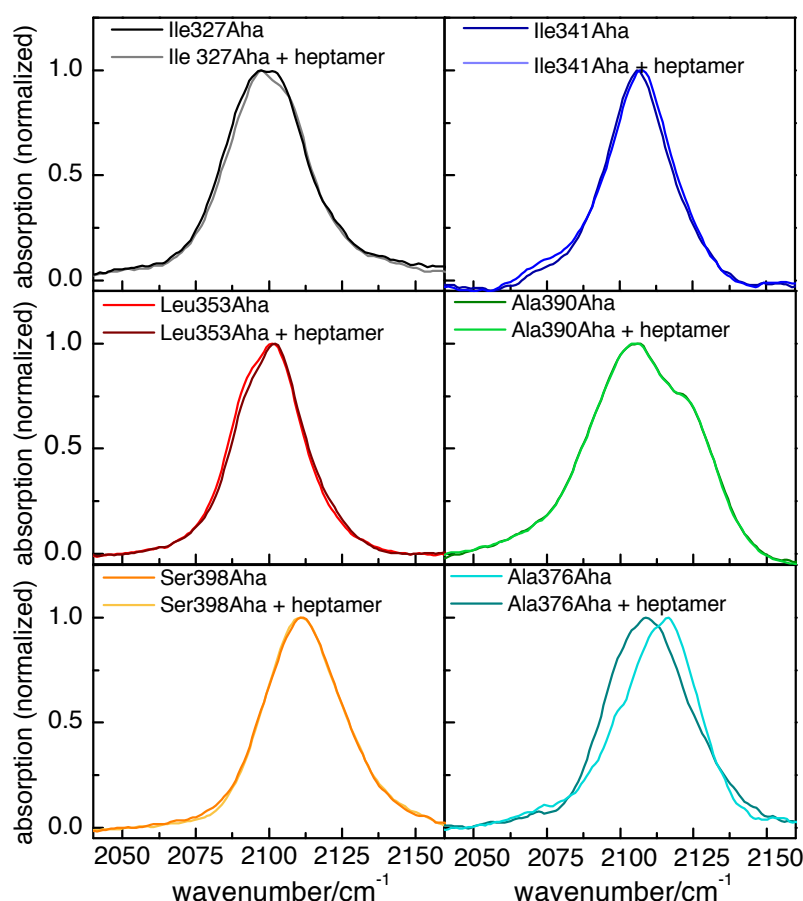 Ile327Aha
Ile 327Aha + heptamer
Ile341Aha
Ile341Aha + heptamer
absorption (normalized)
1.0
0.5
0.0
Leu353Aha
Leu353Aha + heptamer
Ala390Aha
Ala390Aha + heptamer
absorption (normalized)
1.0
0.5
0.0
Ser398Aha
Ser398Aha + heptamer
Ala376Aha
Ala376Aha + heptamer
absorption (normalized)
1.0
0.5
0.0
2050 2075 2100 2125 2150 2050 2075 2100 2125 2150
wavenumber/cm⁻¹ wavenumber/cm⁻¹